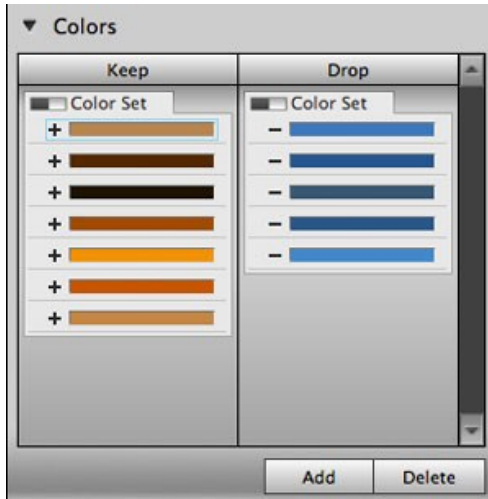 Colors
Keep Drop
Color Set Color Set
+ -
+ -
+ -
+ -
+ -
+
+
Add Delete